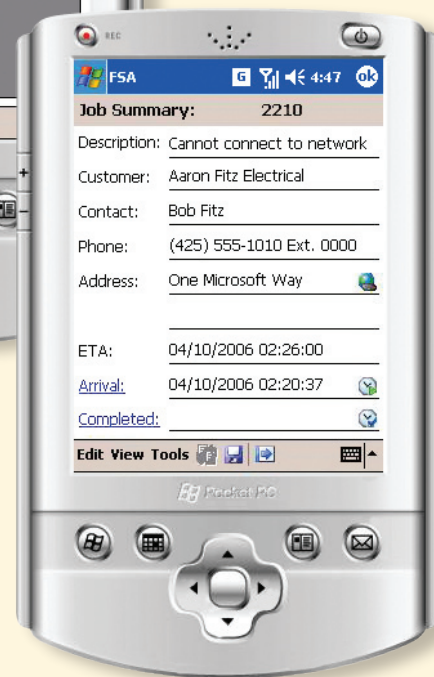 REC
FSA G 4:47 ok
Job Summary: 2210
Description: Cannot connect to network
Customer: Aaron Fitz Electrical
Contact: Bob Fitz
Phone: (425) 555-1010 Ext. 0000
Address: One Microsoft Way
ETA: 04/10/2006 02:26:00
Arrival: 04/10/2006 02:20:37
Completed:
Edit View Tools
Pocket PC